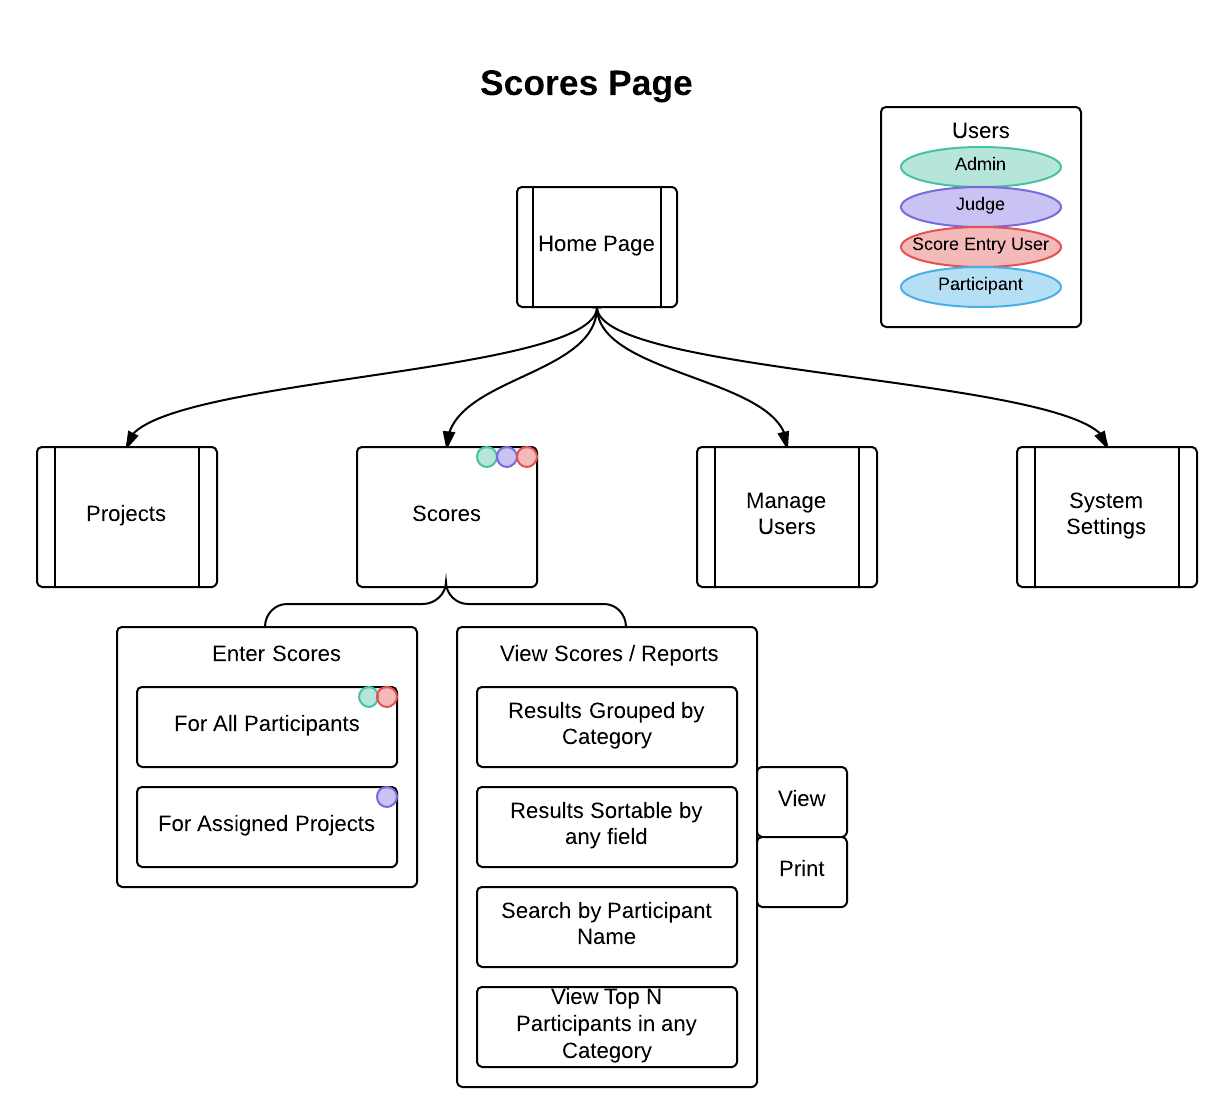 Scores Page
Users
Admin
Judge
Score Entry User
Participant
Home Page
Projects
Scores
Manage
Users
System
Settings
Enter Scores
For All Participants
For Assigned Projects
View Scores / Reports
Results Grouped by
Category
Results Sortable by
any field
Search by Participant
Name
View Top N
Participants in any
Category
View
Print